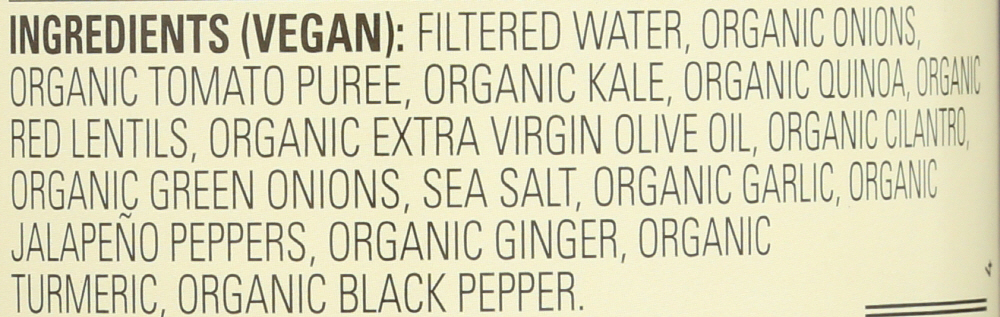 INGREDIENTS (VEGAN): FILTERED WATER, ORGANIC ONIONS,
ORGANIC TOMATO PUREE, ORGANIC KALE, ORGANIC QUINOA, ORGANIC
RED LENTILS, ORGANIC EXTRA VIRGIN OLIVE OIL, ORGANIC CILANTRO,
ORGANIC GREEN ONIONS, SEA SALT, ORGANIC GARLIC, ORGANIC
JALAPEÑO PEPPERS, ORGANIC GINGER, ORGANIC
TURMERIC, ORGANIC BLACK PEPPER.